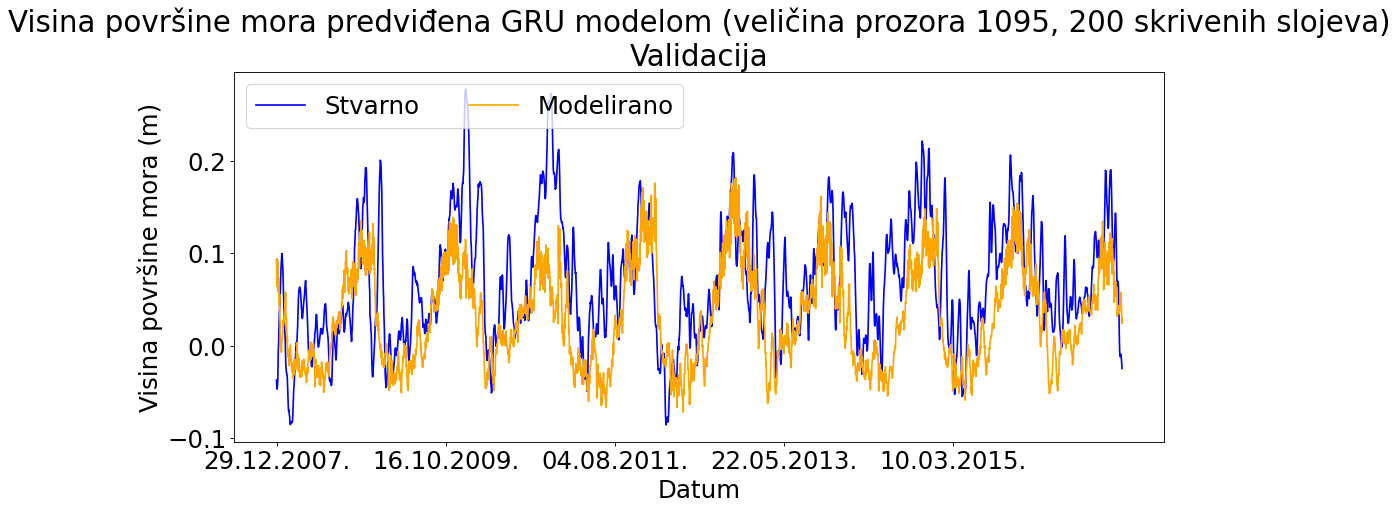 Visina površine mora predviđena GRU modelom (veličina prozora 1095, 200 skrivenih slojeva)
Validacija
Stvarno
Modelirano
Visina površine mora (m)
0.2
0.1
0.0
−0.1
29.12.2007.
16.10.2009.
04.08.2011.
22.05.2013.
10.03.2015.
Datum